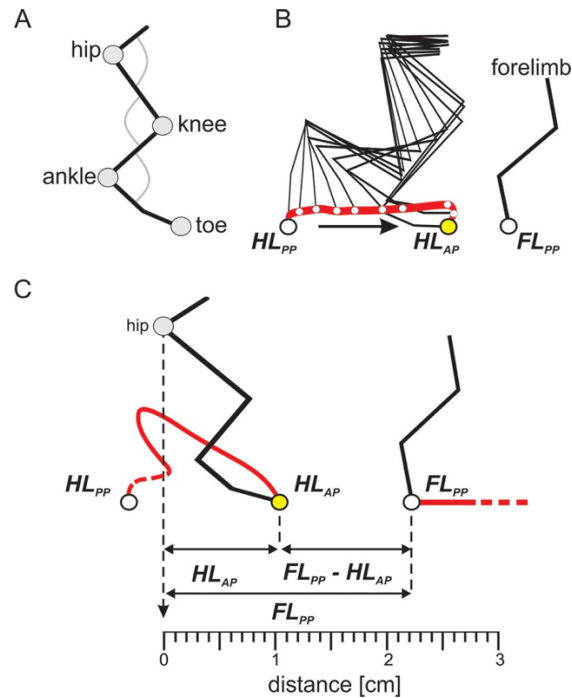 A
hip
knee
ankle
toe
B
forelimb
HL_PP
HL_AP
FL_PP
C
hip
HL_PP
HL_AP
FL_PP
HL_AP
FL_PP - HL_AP
FL_PP
0 1 2 3
distance [cm]